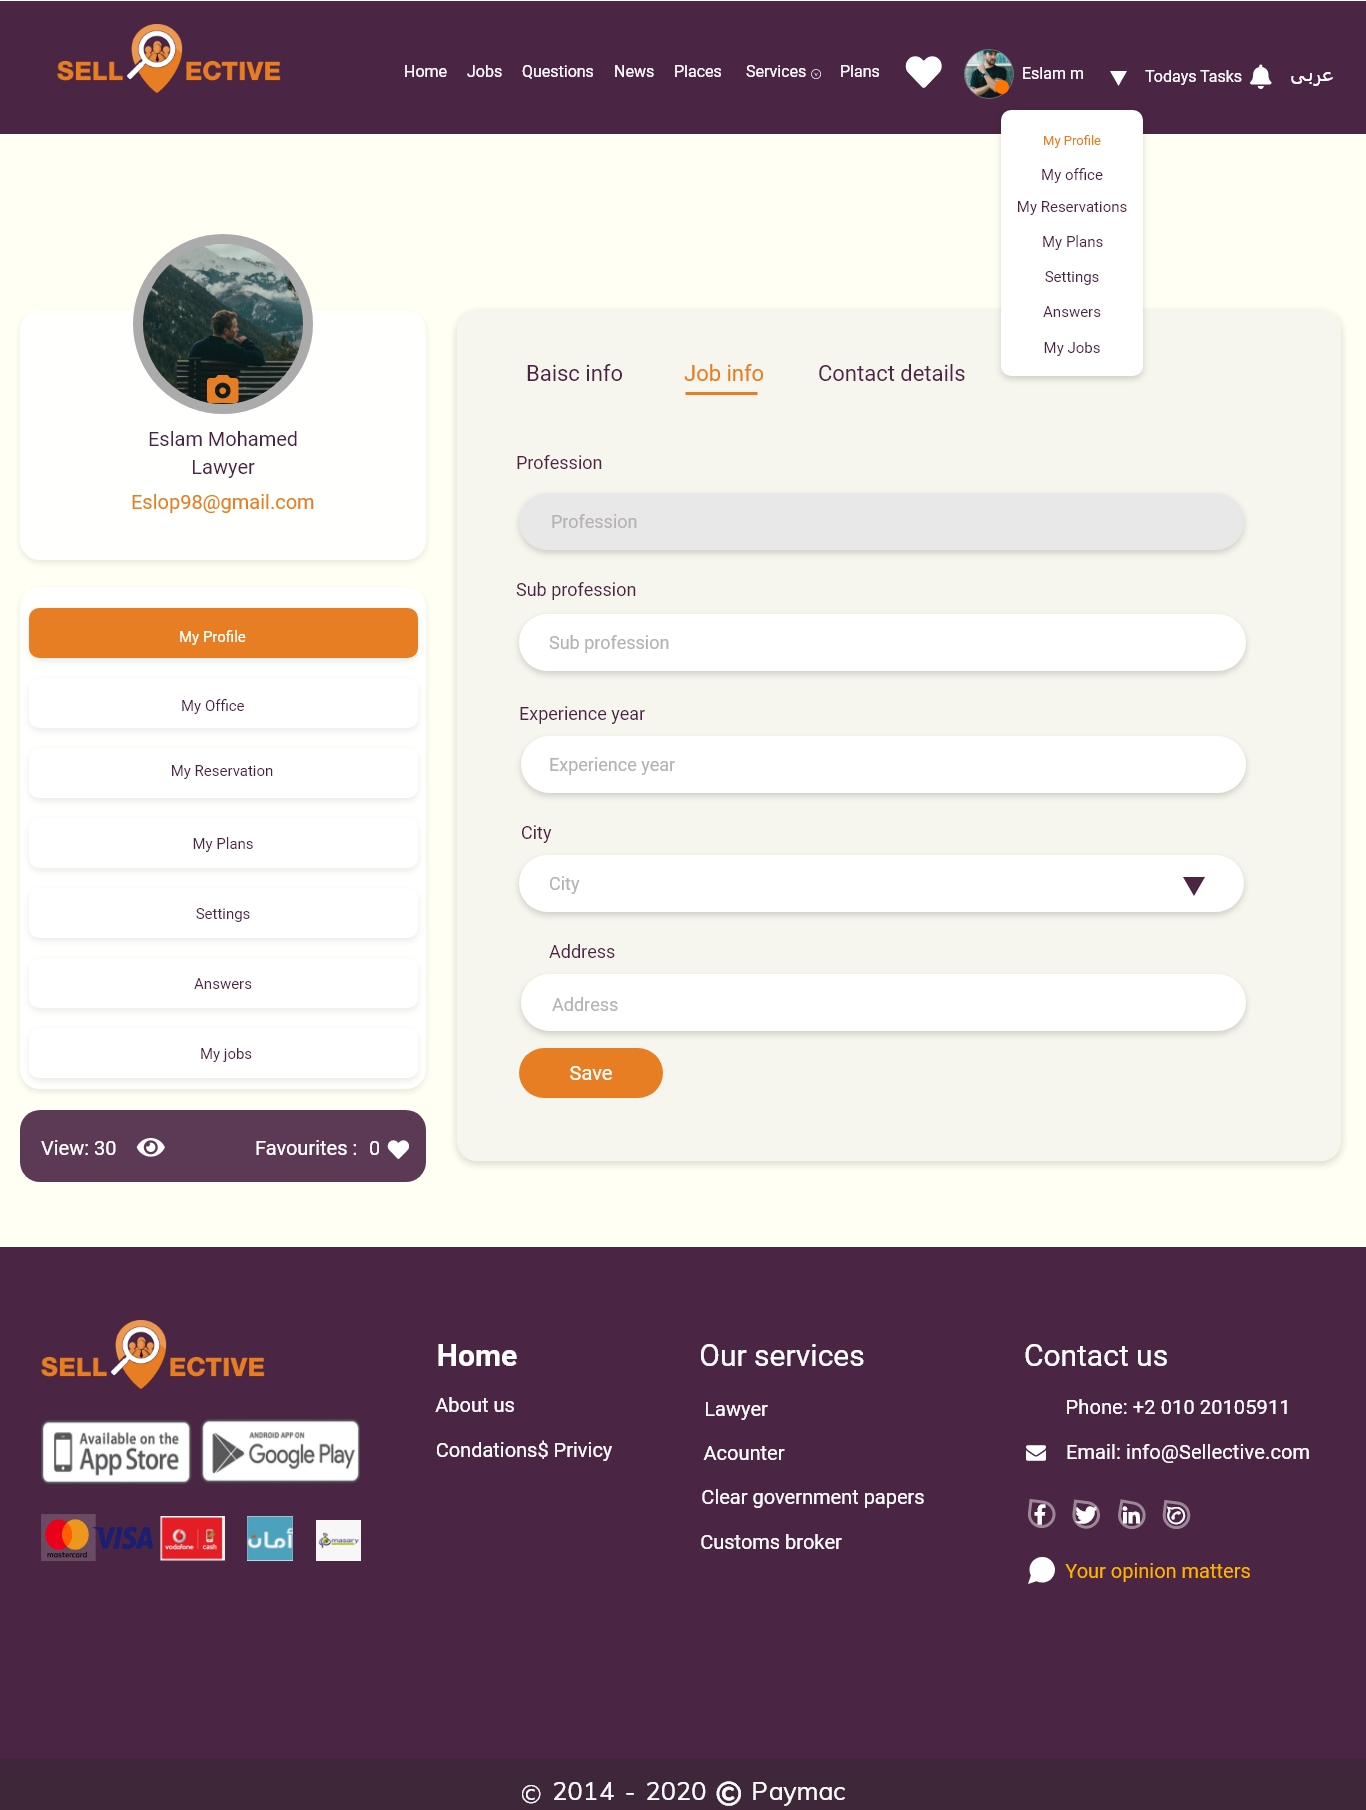 SELL ECTIVE
Home Jobs Questions News Places Services Plans Eslam m Todays Tasks عربى
My Profile
My office
My Reservations
My Plans
Settings
Answers
My Jobs
Eslam Mohamed
Lawyer
Eslop98@gmail.com
My Profile
My Office
My Reservation
My Plans
Settings
Answers
My jobs
View: 30 Favourites : 0
Baisc info Job info Contact details
Profession
Profession
Sub profession
Sub profession
Experience year
Experience year
City
City
Address
Address
Save
SELL ECTIVE
Available on the
App Store
ANDROID APP ON
Google Play
mastercard VISA vodafone cash أمان masary
Home
About us
Condations$ Privicy
Our services
Lawyer
Acounter
Clear government papers
Customs broker
Contact us
Phone: +2 010 20105911
Email: info@Sellective.com
Your opinion matters
© 2014 - 2020 © Paymac